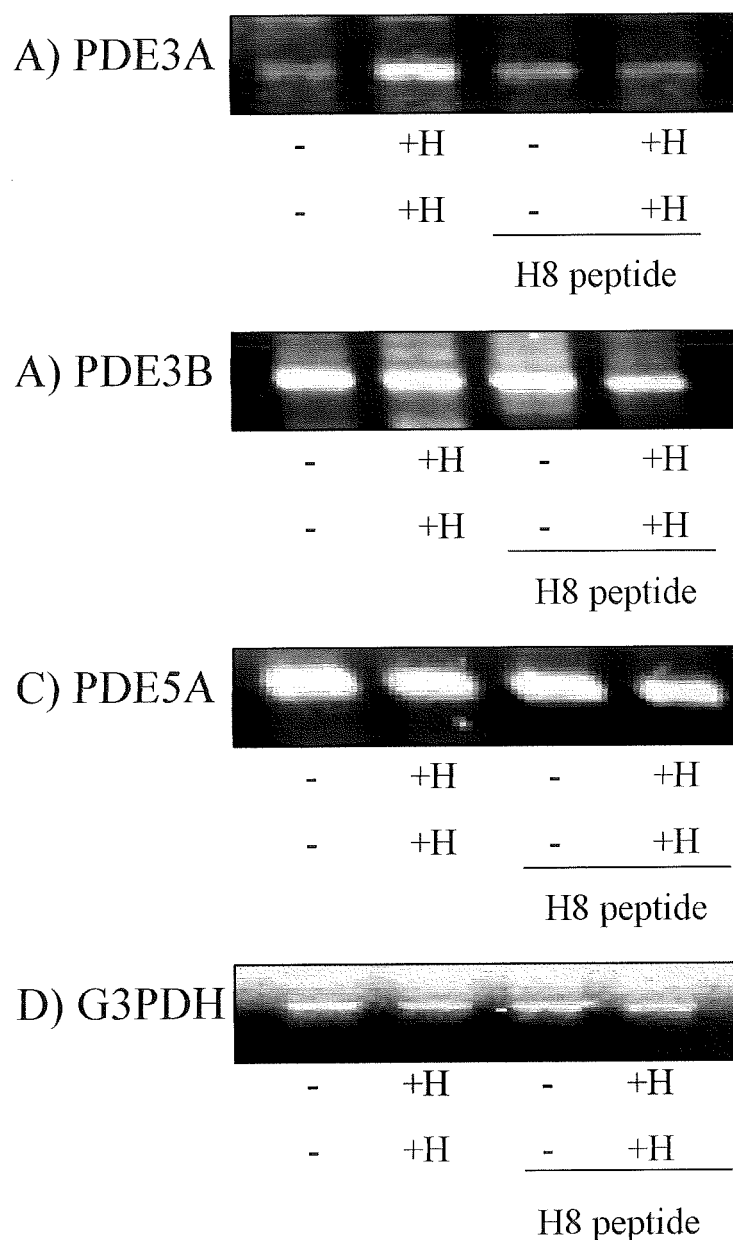 A) PDE3A
- +H - +H
- +H - +H
H8 peptide
A) PDE3B
- +H - +H
- +H - +H
H8 peptide
C) PDE5A
- +H - +H
- +H - +H
H8 peptide
D) G3PDH
- +H - +H
- +H - +H
H8 peptide